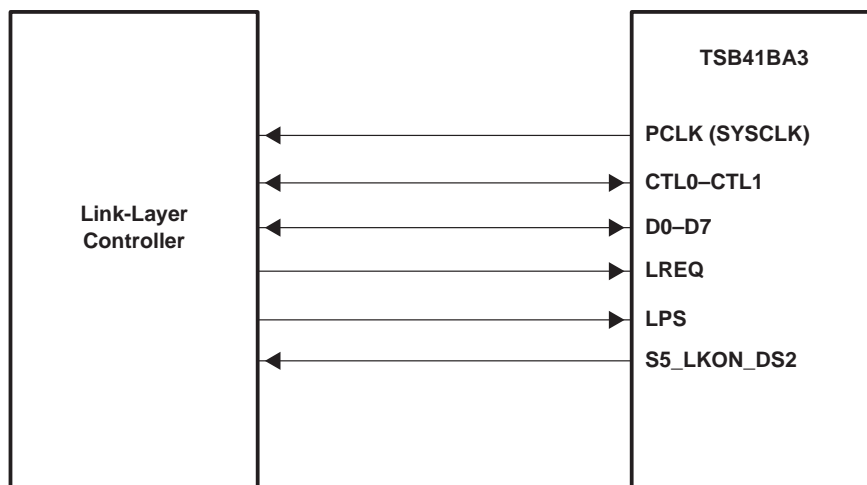 TSB41BA3
PCLK (SYSCLK)
CTL0–CTL1
Link-Layer
Controller
D0–D7
LREQ
LPS
S5_LKON_DS2